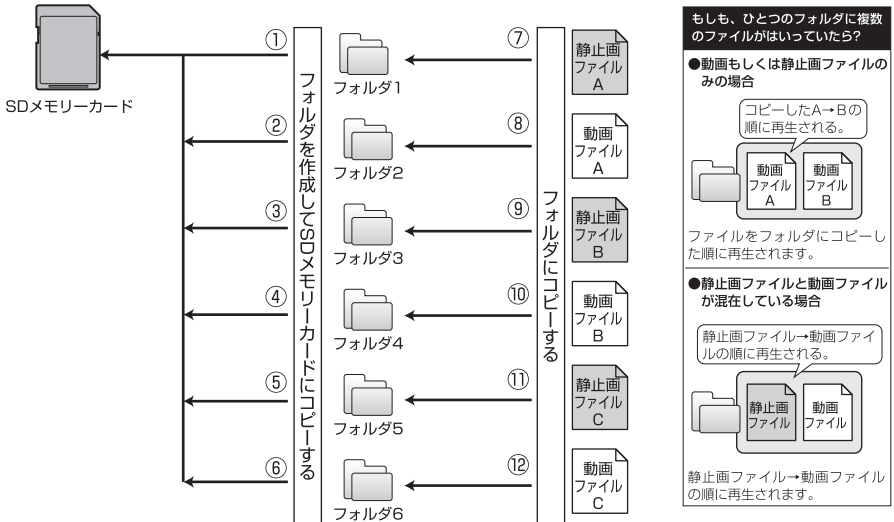 SDメモリーカード
①
②
③
④
⑤
⑥
フォルダを作成してSDメモリーカードにコピーする
フォルダ1
フォルダ2
フォルダ3
フォルダ4
フォルダ5
フォルダ6
⑦
⑧
⑨
⑩
⑪
⑫
フォルダにコピーする
静止画
ファイル
A
動画
ファイル
A
静止画
ファイル
B
動画
ファイル
B
静止画
ファイル
C
動画
ファイル
C
もしも、ひとつのフォルダに複数
のファイルがはいっていたら?
●動画もしくは静止画ファイルの
みの場合
コピーしたA→Bの
順に再生される。
動画
ファイル
A
動画
ファイル
B
ファイルをフォルダにコピーし
た順に再生されます。
●静止画ファイルと動画ファイル
が混在している場合
静止画ファイル→動画ファイ
ルの順に再生される。
静止画
ファイル
動画
ファイル
静止画ファイル→動画ファイル
の順に再生されます。